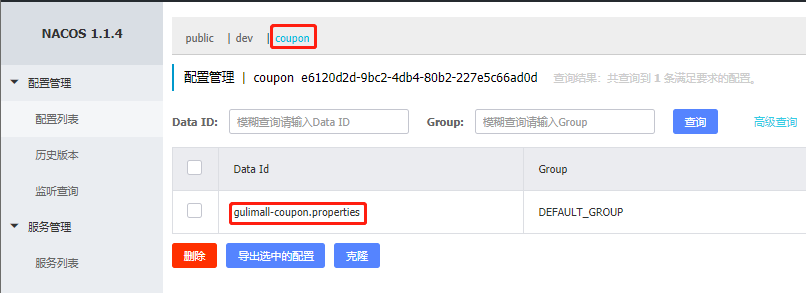 NACOS 1.1.4
配置管理
配置列表
历史版本
监听查询
服务管理
服务列表
public | dev | coupon
配置管理 | coupon e6120d2d-9bc2-4db4-80b2-227e5c66ad0d 查询结果：共查询到 1 条满足要求的配置。
Data ID: 模糊查询请输入Data ID Group: 模糊查询请输入Group 查询 高级查询
Data Id Group
gulimall-coupon.properties DEFAULT_GROUP
删除 导出选中的配置 克隆